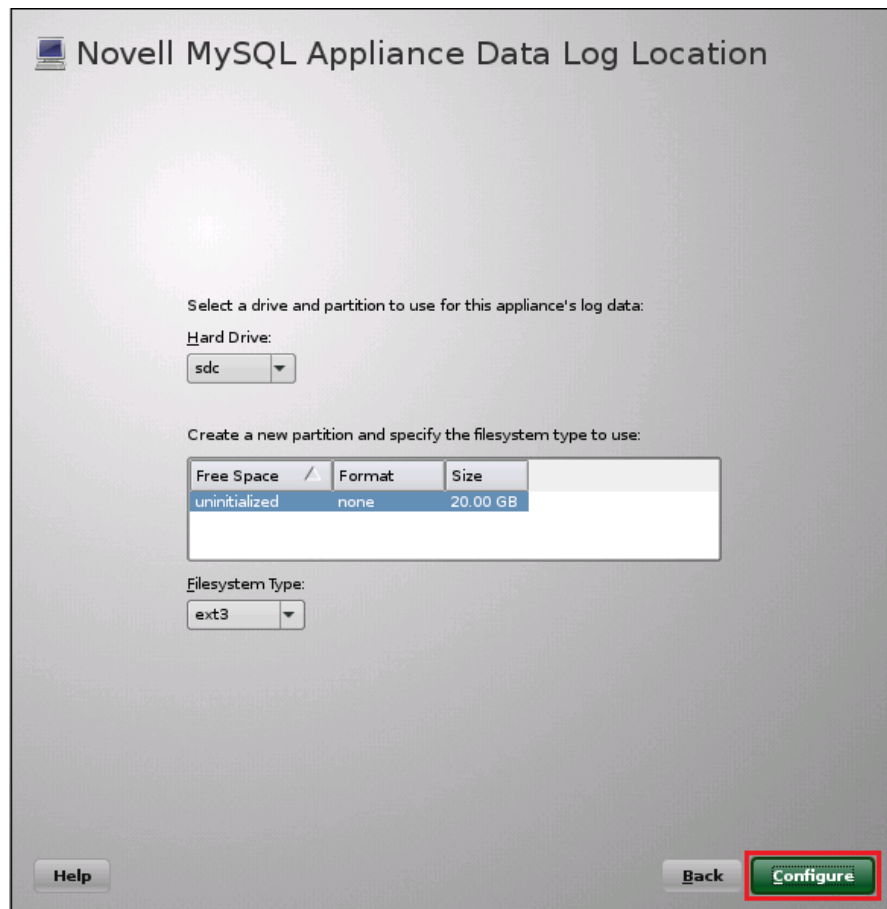 Novell MySQL Appliance Data Log Location
Select a drive and partition to use for this appliance's log data:
Hard Drive:
sdc
Create a new partition and specify the filesystem type to use:
Free Space Format Size
uninitialized none 20.00 GB
Filesystem Type:
ext3
Help Back Configure